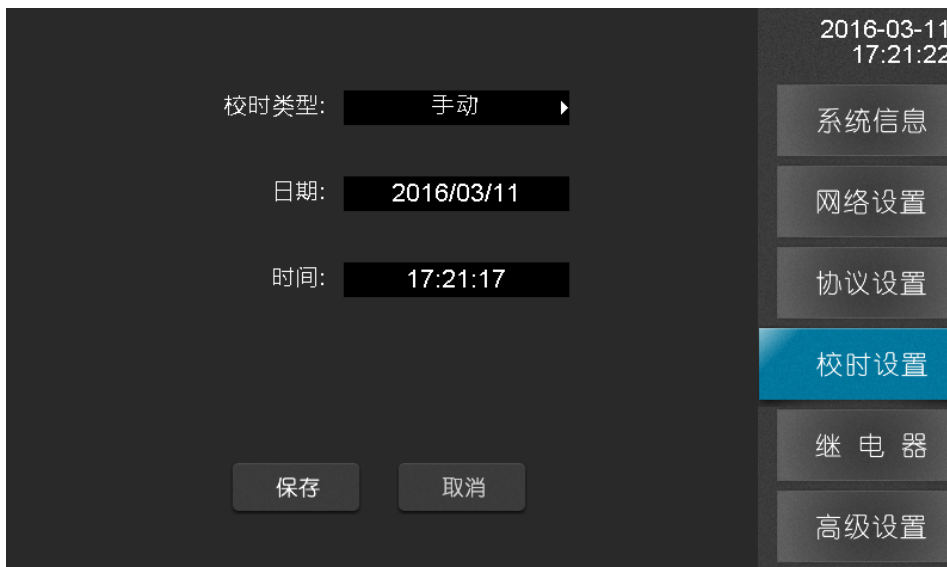 2016-03-11
17:21:22
校时类型: 手动
日期: 2016/03/11
时间: 17:21:17
保存 取消
系统信息
网络设置
协议设置
校时设置
继 电 器
高级设置